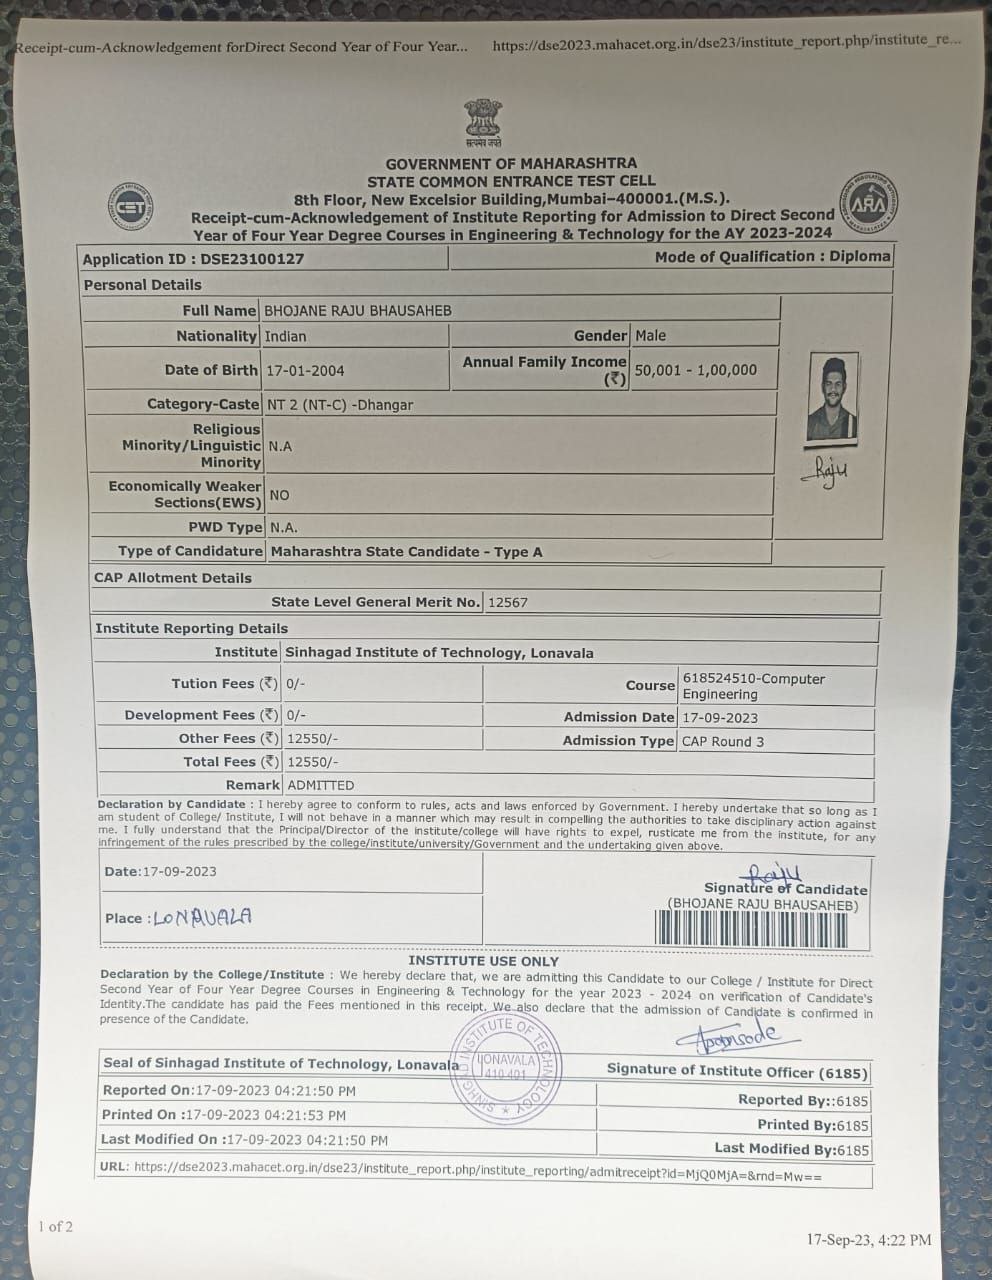 Receipt-cum-Acknowledgement forDirect Second Year of Four Year... https://dse2023.mahacet.org.in/dse23/institute_report.php/institute_re...
सत्यमेव जयते
GOVERNMENT OF MAHARASHTRA
STATE COMMON ENTRANCE TEST CELL
8th Floor, New Excelsior Building,Mumbai–400001.(M.S.).
Receipt-cum-Acknowledgement of Institute Reporting for Admission to Direct Second
Year of Four Year Degree Courses in Engineering & Technology for the AY 2023-2024
CET
ARA
Application ID : DSE23100127 Mode of Qualification : Diploma
Personal Details
Full Name BHOJANE RAJU BHAUSAHEB
Nationality Indian Gender Male
Date of Birth 17-01-2004 Annual Family Income (₹) 50,001 - 1,00,000
Category-Caste NT 2 (NT-C) -Dhangar
Religious
Minority/Linguistic N.A
Minority
Raju
Economically Weaker
Sections(EWS) NO
PWD Type N.A.
Type of Candidature Maharashtra State Candidate - Type A
CAP Allotment Details
State Level General Merit No. 12567
Institute Reporting Details
Institute Sinhagad Institute of Technology, Lonavala
Tution Fees (₹) 0/- Course 618524510-Computer Engineering
Development Fees (₹) 0/- Admission Date 17-09-2023
Other Fees (₹) 12550/- Admission Type CAP Round 3
Total Fees (₹) 12550/-
Remark ADMITTED
Declaration by Candidate : I hereby agree to conform to rules, acts and laws enforced by Government. I hereby undertake that so long as I
am student of College/ Institute, I will not behave in a manner which may result in compelling the authorities to take disciplinary action against
me. I fully understand that the Principal/Director of the institute/college will have rights to expel, rusticate me from the institute, for any
infringement of the rules prescribed by the college/institute/university/Government and the undertaking given above.
Date:17-09-2023
Raju
Signature of Candidate
(BHOJANE RAJU BHAUSAHEB)
Place :LONAVALA
INSTITUTE USE ONLY
Declaration by the College/Institute : We hereby declare that, we are admitting this Candidate to our College / Institute for Direct
Second Year of Four Year Degree Courses in Engineering & Technology for the year 2023 - 2024 on verification of Candidate's
Identity.The candidate has paid the Fees mentioned in this receipt. We also declare that the admission of Candidate is confirmed in
presence of the Candidate.
SINHGAD INSTITUTE OF TECHNOLOGY
LONAVALA
410 401
Seal of Sinhagad Institute of Technology, Lonavala Signature of Institute Officer (6185)
Reported On:17-09-2023 04:21:50 PM Reported By::6185
Printed On :17-09-2023 04:21:53 PM Printed By:6185
Last Modified On :17-09-2023 04:21:50 PM Last Modified By:6185
URL: https://dse2023.mahacet.org.in/dse23/institute_report.php/institute_reporting/admitreceipt?id=MjQ0MjA=&rnd=Mw==
1 of 2 17-Sep-23, 4:22 PM